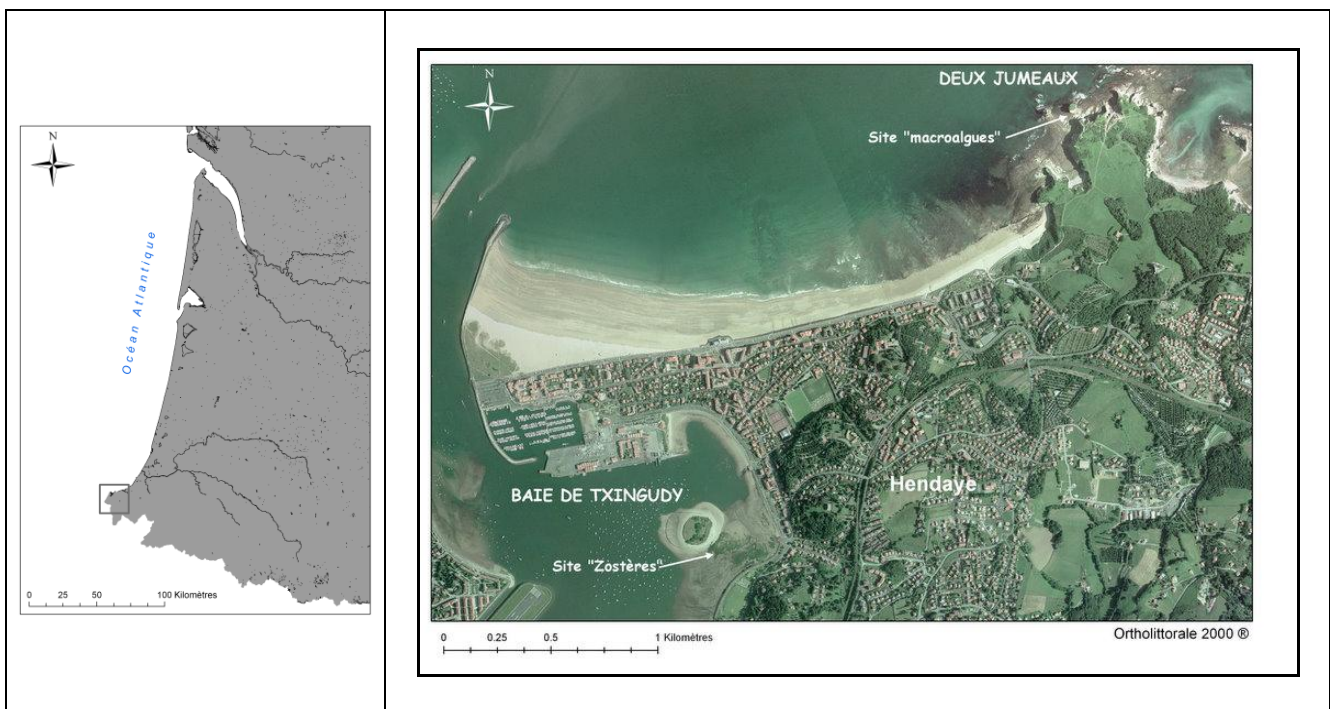 N
Océan Atlantique
0 25 50 100 Kilomètres
N
DEUX JUMEAUX
Site "macroalgues"
Hendaye
BAIE DE TXINGUDY
Site "Zostères"
0 0.25 0.5 1 Kilomètres
Ortholittorale 2000 ®